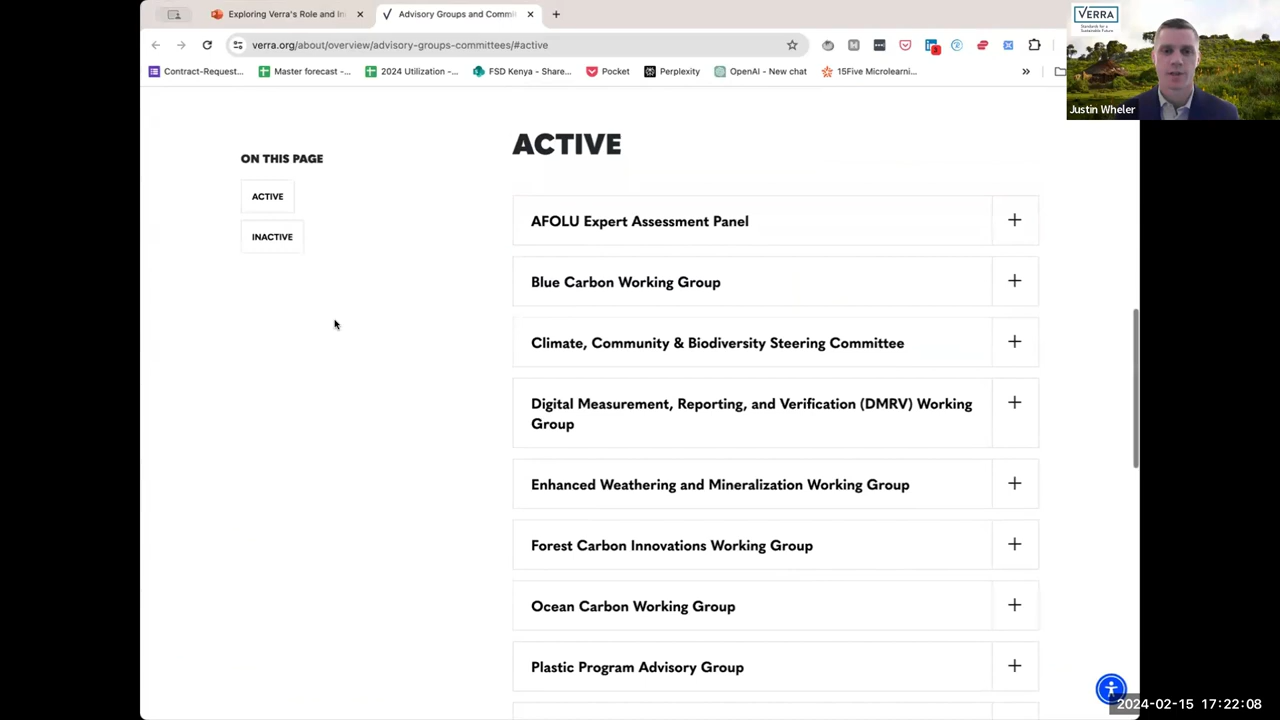 Exploring Verra's Role and In
Advisory Groups and Commi
verra.org/about/overview/advisory-groups-committees/#active
Contract-Request...
Master forecast -...
2024 Utilization -...
FSD Kenya - Share...
Pocket
Perplexity
OpenAI - New chat
15Five Microlearni...
»
VERRA
Standards for a
Sustainable Future
Justin Wheler
ON THIS PAGE
ACTIVE
INACTIVE
ACTIVE
AFOLU Expert Assessment Panel
Blue Carbon Working Group
Climate, Community & Biodiversity Steering Committee
Digital Measurement, Reporting, and Verification (DMRV) Working
Group
Enhanced Weathering and Mineralization Working Group
Forest Carbon Innovations Working Group
Ocean Carbon Working Group
Plastic Program Advisory Group
2024-02-15 17:22:08